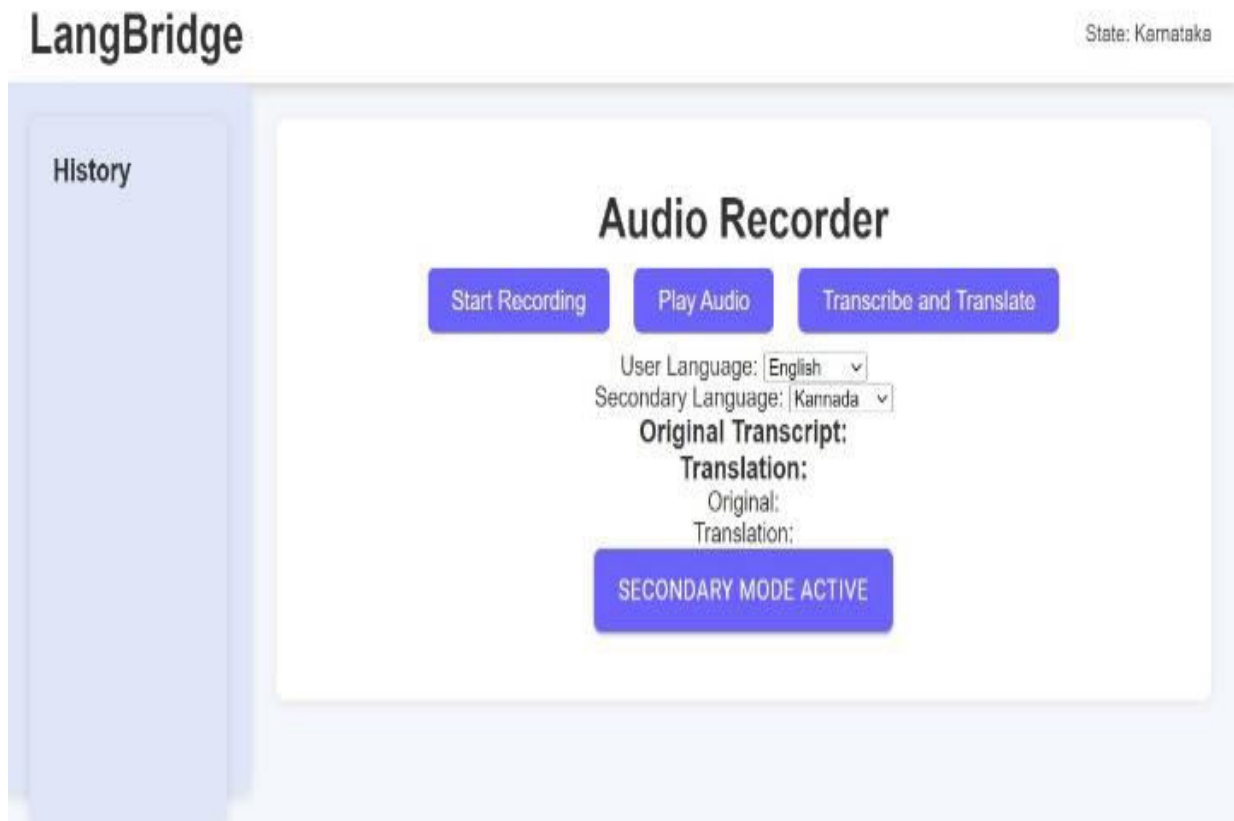 LangBridge
State: Karnataka
History
Audio Recorder
Start Recording Play Audio Transcribe and Translate
User Language: English
Secondary Language: Kannada
Original Transcript:
Translation:
Original:
Translation:
SECONDARY MODE ACTIVE